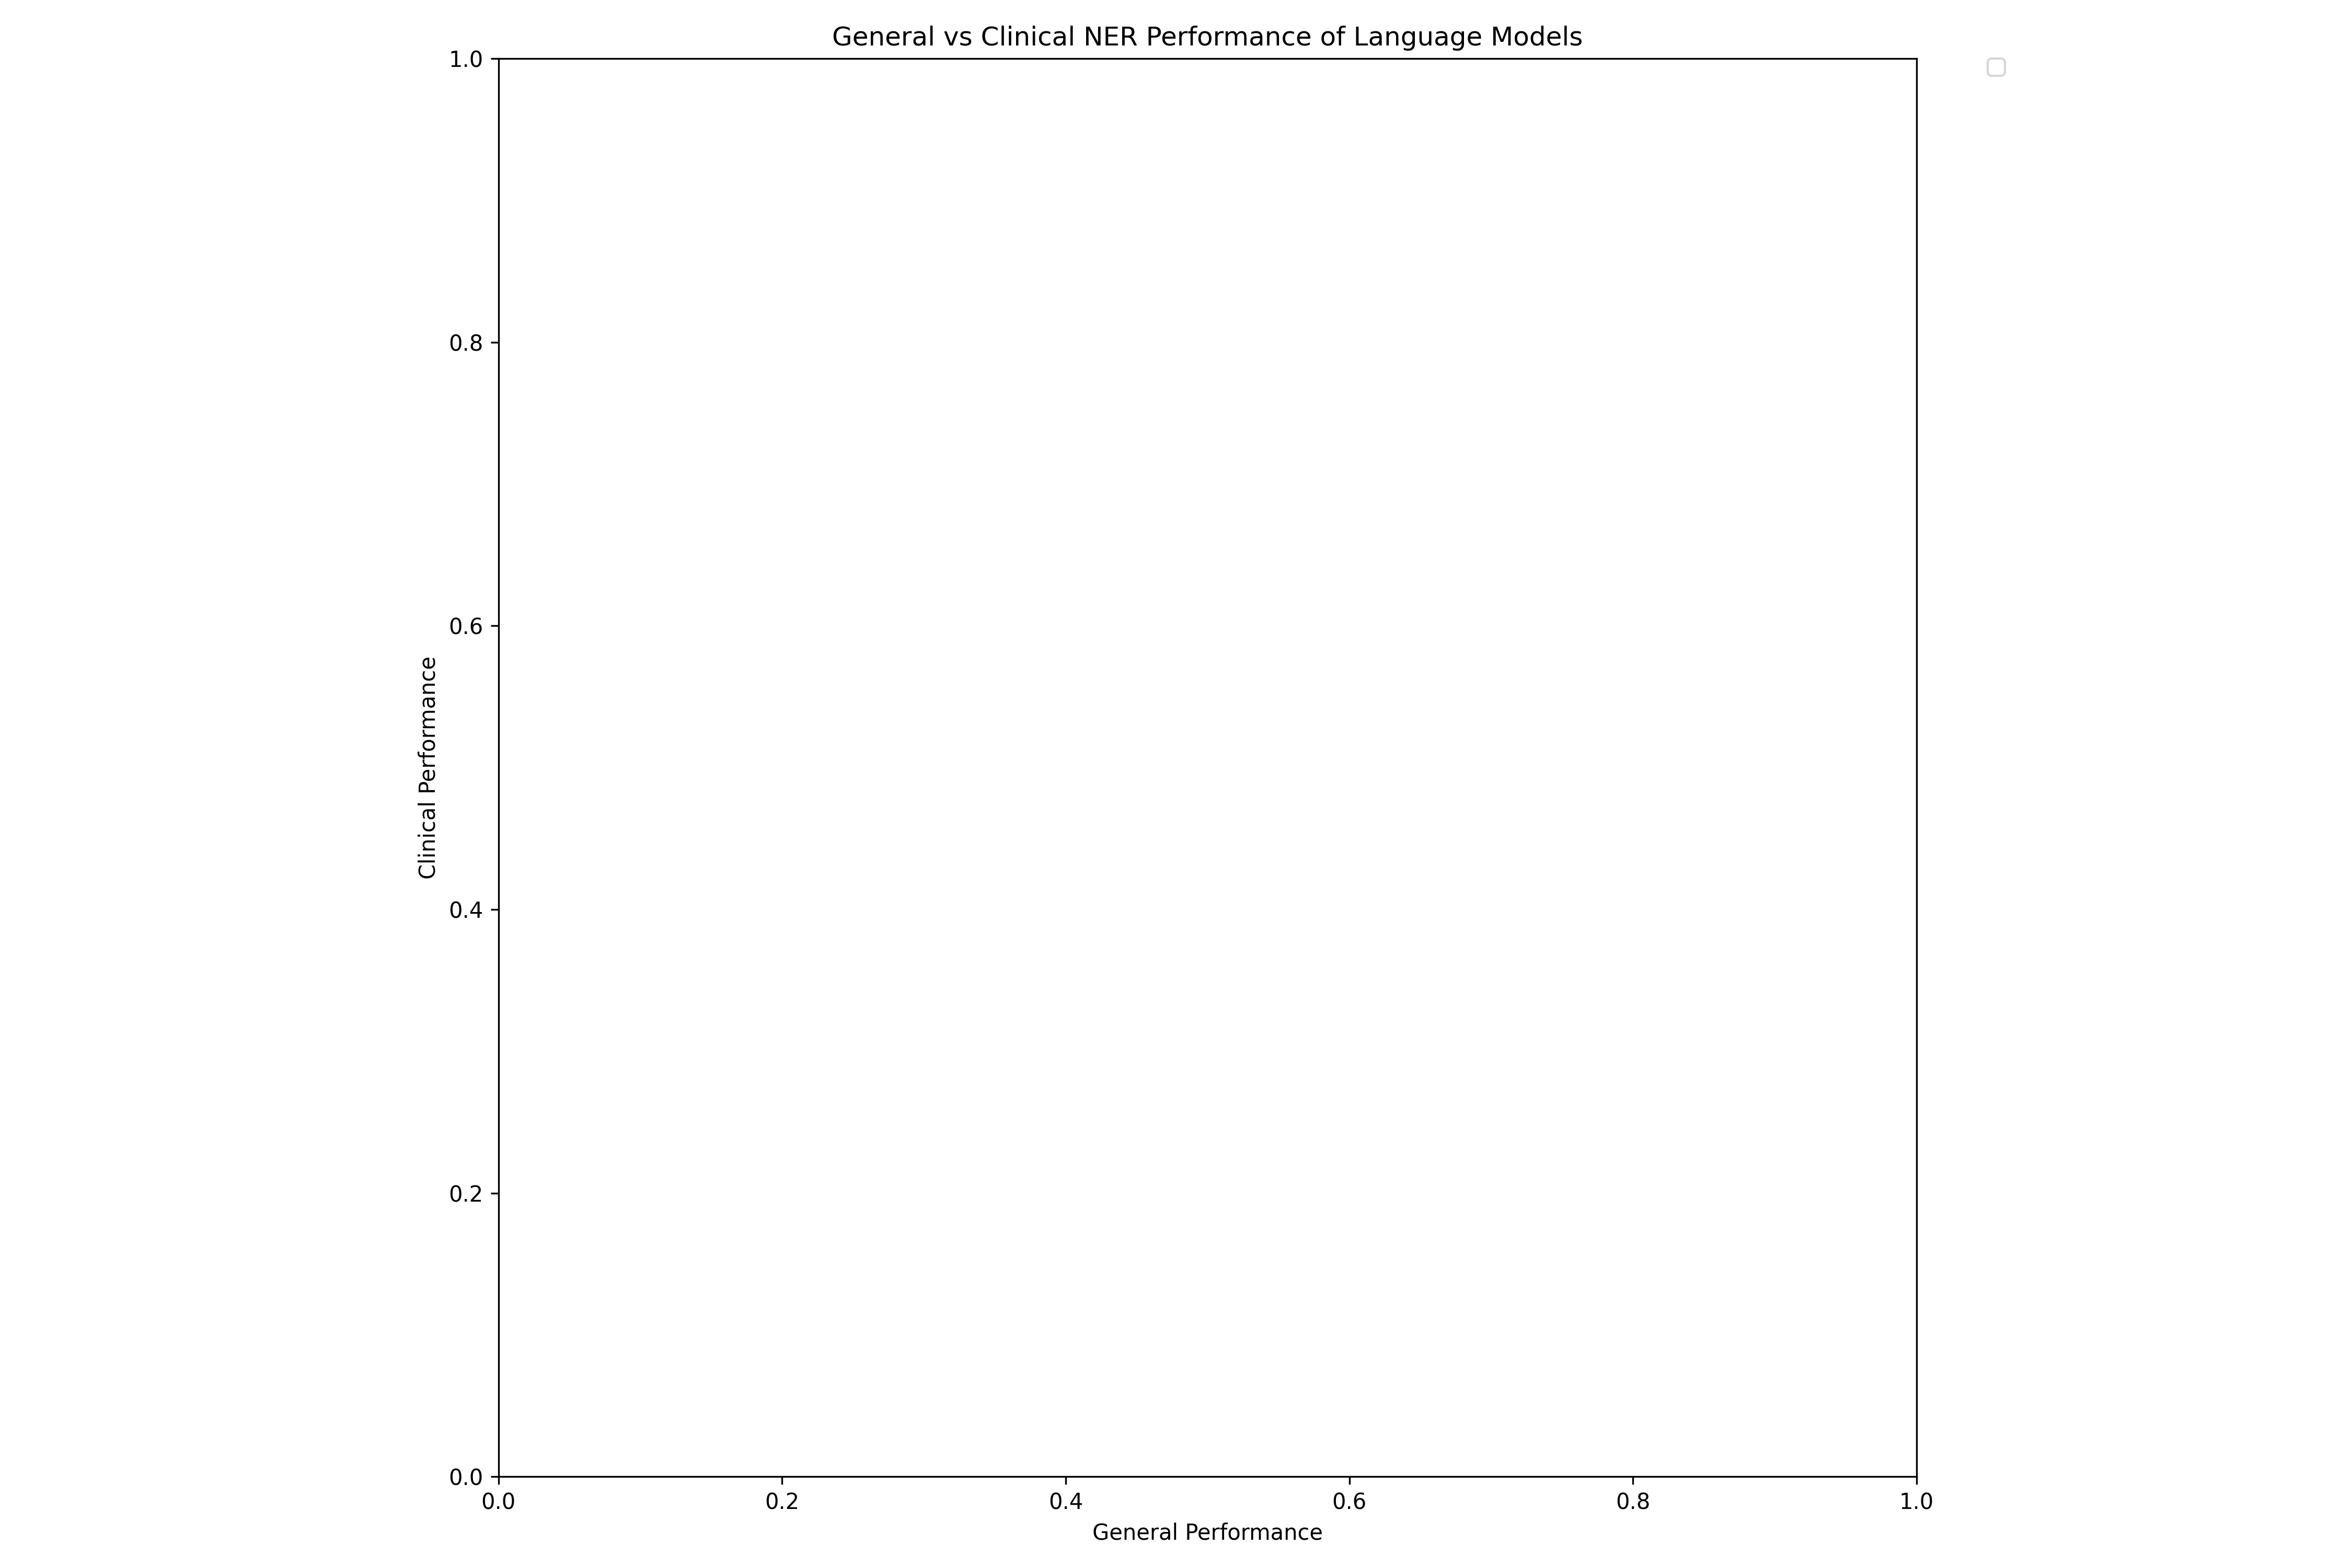 General vs Clinical NER Performance of Language Models
1.0
0.8
0.6
0.4
0.2
0.0
Clinical Performance
0.0 0.2 0.4 0.6 0.8 1.0
General Performance